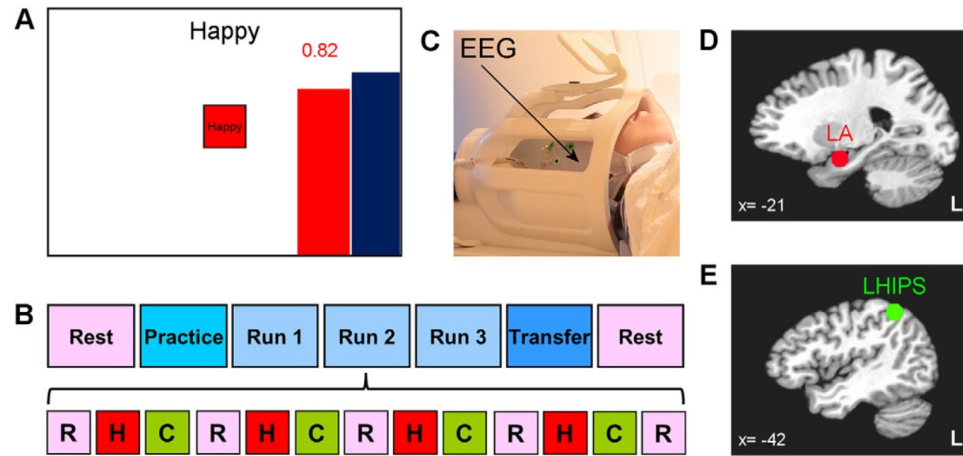 A
Happy
0.82
Happy
B
Rest Practice Run 1 Run 2 Run 3 Transfer Rest
R H C R H C R H C R H C R
C
EEG
D
LA
x= -21
L
E
LHIPS
x= -42
L